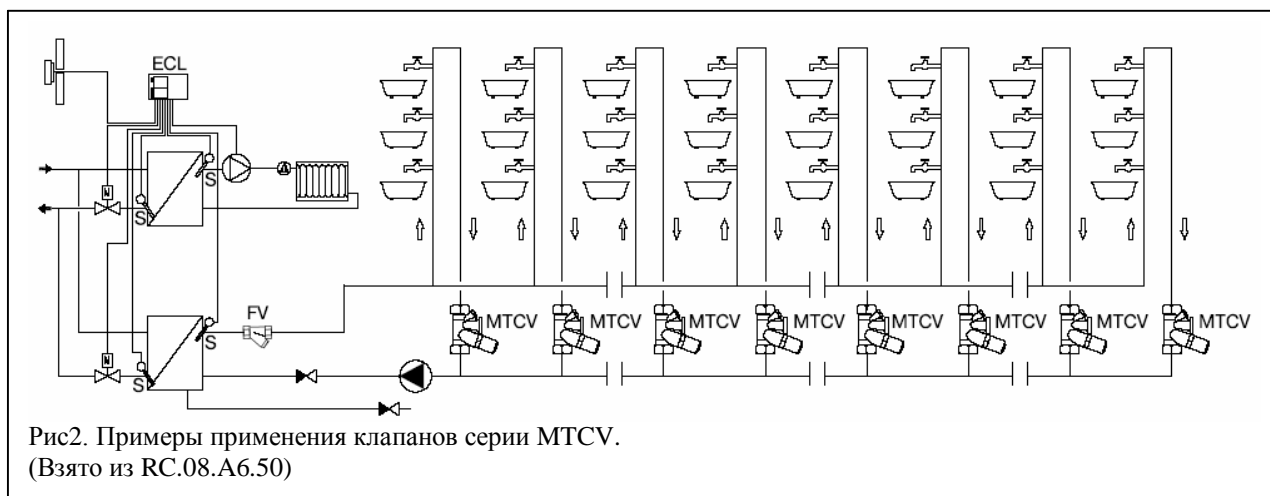 ECL
S
S
FV
S
S
MTCV
MTCV
MTCV
MTCV
MTCV
MTCV
MTCV
MTCV
Рис2. Примеры применения клапанов серии MTCV.
(Взято из RC.08.A6.50)